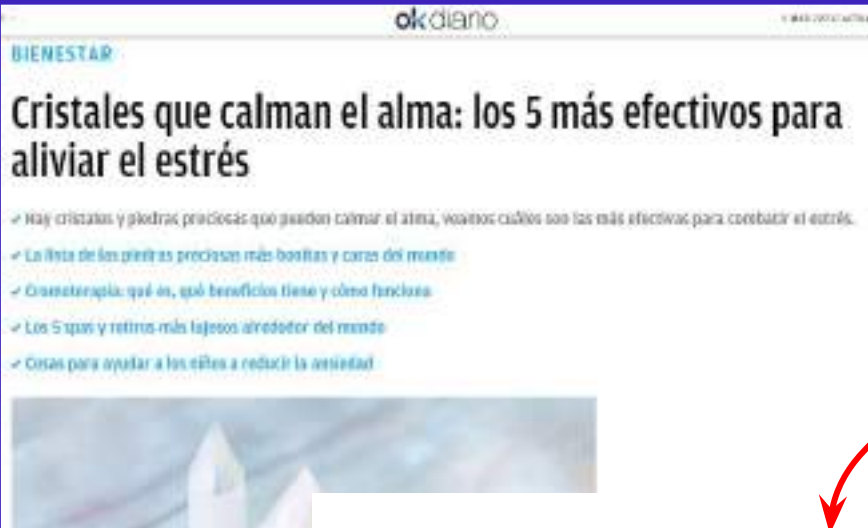 okdiario
BIENESTAR
Cristales que calman el alma: los 5 más efectivos para
aliviar el estrés
✓ Hay cristales y piedras preciosas que pueden calmar el alma, veamos cuáles son las más efectivas para combatir el estrés.
✓ La lista de las piedras preciosas más bonitas y caras del mundo
✓ Cromoterapia: qué es, qué beneficios tiene y cómo funciona
✓ Los 5 spas y retiros más lujosos alrededor del mundo
✓ Cosas para ayudar a los niños a reducir la ansiedad